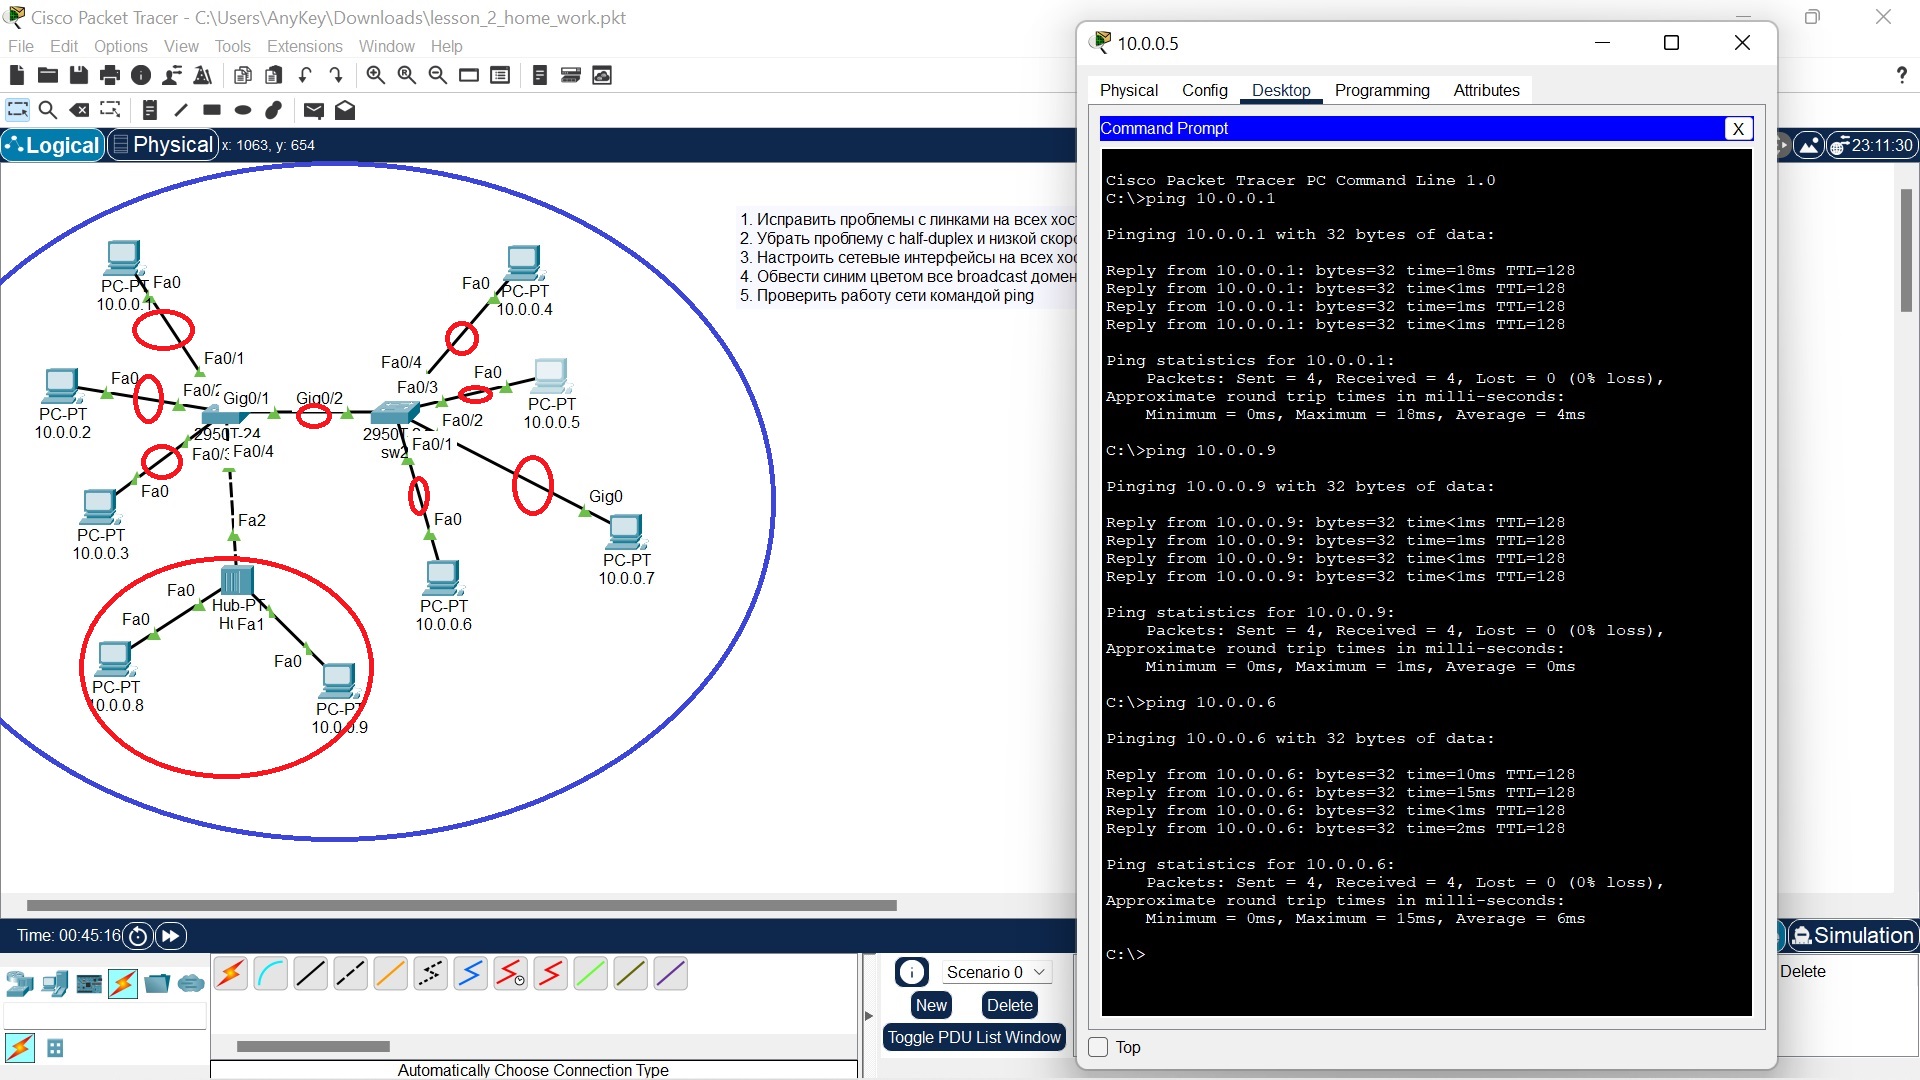 Cisco Packet Tracer - C:\Users\AnyKey\Downloads\lesson_2_home_work.pkt
File Edit Options View Tools Extensions Window Help
?
Logical Physical x: 1063, y: 654
23:11:30
1. Исправить проблемы с линками на всех
2. Убрать проблему с half-duplex и низкой
3. Настроить сетевые интерфейсы на всех
4. Обвести синим цветом все broadcast
5. Проверить работу сети командой ping
PC-PT
10.0.0.1
Fa0
Fa0/1
PC-PT
10.0.0.2
Fa0
Fa0/2
PC-PT
10.0.0.3
Fa0
Fa0/3
Fa0/4
2950T-24
Gig0/1
Gig0/2
Fa0
PC-PT
10.0.0.4
Fa0/4
Fa0/3
Fa0
PC-PT
10.0.0.5
Fa0/2
sw2
Fa0/1
Gig0
PC-PT
10.0.0.7
Fa0
PC-PT
10.0.0.6
Fa2
Hub-PT
Fa0
Fa1
Fa0
PC-PT
10.0.0.8
Fa0
PC-PT
10.0.0.9
Time: 00:45:16
Scenario 0
New
Delete
Toggle PDU List Window
Automatically Choose Connection Type
Simulation
Delete
10.0.0.5
Physical Config Desktop Programming Attributes
Command Prompt
X
Cisco Packet Tracer PC Command Line 1.0
C:\>ping 10.0.0.1
Pinging 10.0.0.1 with 32 bytes of data:
Reply from 10.0.0.1: bytes=32 time=18ms TTL=128
Reply from 10.0.0.1: bytes=32 time<1ms TTL=128
Reply from 10.0.0.1: bytes=32 time=1ms TTL=128
Reply from 10.0.0.1: bytes=32 time<1ms TTL=128
Ping statistics for 10.0.0.1:
Packets: Sent = 4, Received = 4, Lost = 0 (0% loss),
Approximate round trip times in milli-seconds:
Minimum = 0ms, Maximum = 18ms, Average = 4ms
C:\>ping 10.0.0.9
Pinging 10.0.0.9 with 32 bytes of data:
Reply from 10.0.0.9: bytes=32 time<1ms TTL=128
Reply from 10.0.0.9: bytes=32 time=1ms TTL=128
Reply from 10.0.0.9: bytes=32 time<1ms TTL=128
Reply from 10.0.0.9: bytes=32 time<1ms TTL=128
Ping statistics for 10.0.0.9:
Packets: Sent = 4, Received = 4, Lost = 0 (0% loss),
Approximate round trip times in milli-seconds:
Minimum = 0ms, Maximum = 1ms, Average = 0ms
C:\>ping 10.0.0.6
Pinging 10.0.0.6 with 32 bytes of data:
Reply from 10.0.0.6: bytes=32 time=10ms TTL=128
Reply from 10.0.0.6: bytes=32 time=15ms TTL=128
Reply from 10.0.0.6: bytes=32 time<1ms TTL=128
Reply from 10.0.0.6: bytes=32 time=2ms TTL=128
Ping statistics for 10.0.0.6:
Packets: Sent = 4, Received = 4, Lost = 0 (0% loss),
Approximate round trip times in milli-seconds:
Minimum = 0ms, Maximum = 15ms, Average = 6ms
C:\>
Top